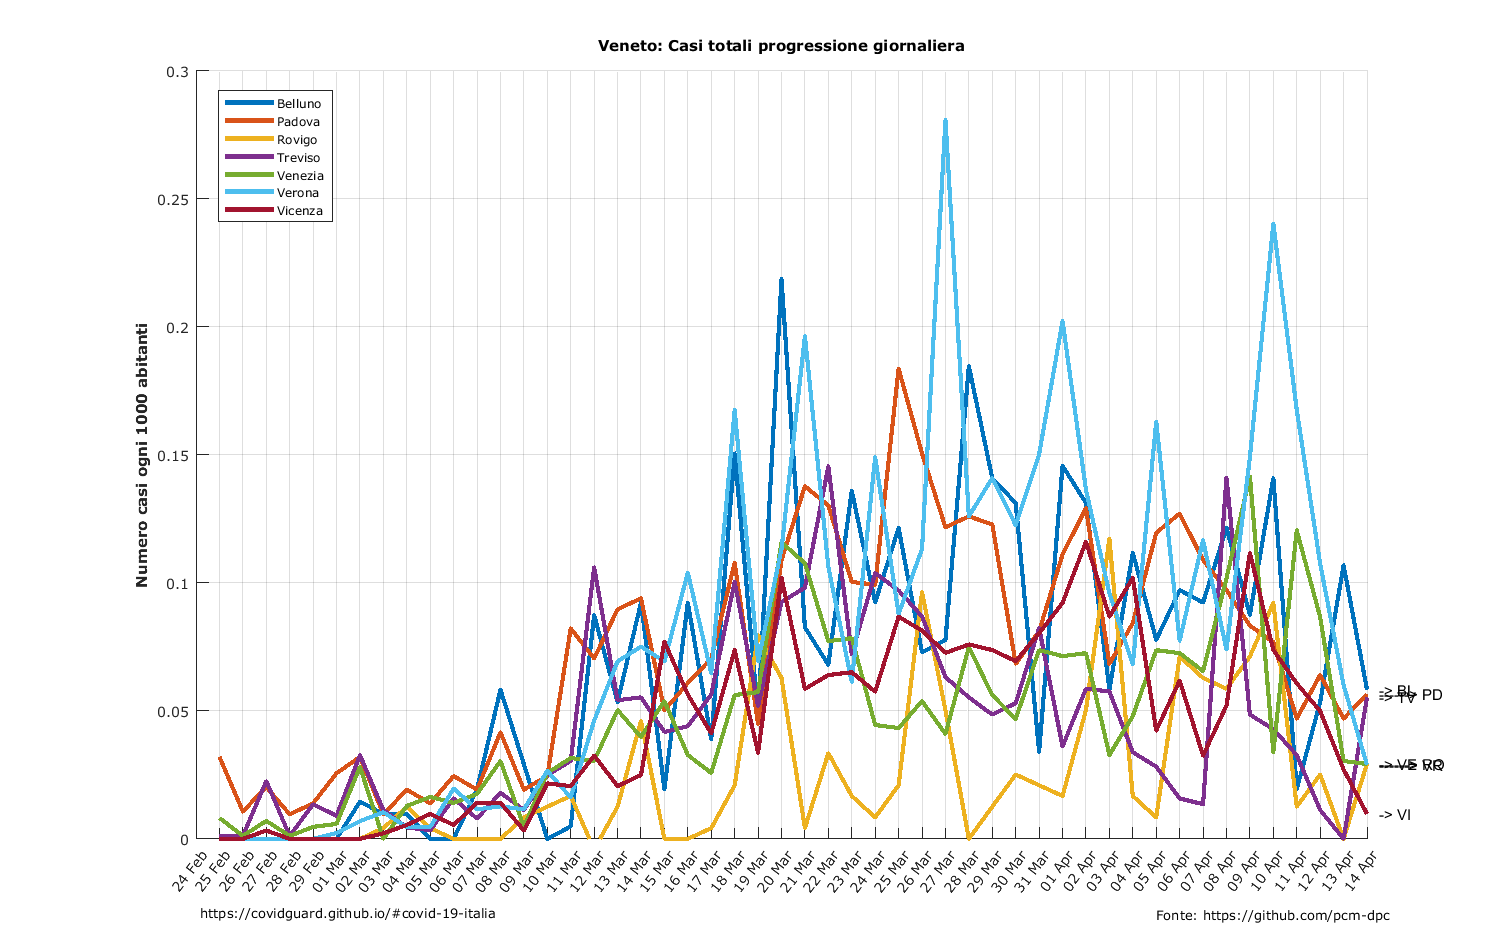 Veneto: Casi totali progressione giornaliera
Numero casi ogni 1000 abitanti
0.3
0.25
0.2
0.15
0.1
0.05
0
Belluno
Padova
Rovigo
Treviso
Venezia
Verona
Vicenza
-> BL
-> PD
-> TV
-> VE
-> RO
-> VR
-> VI
24 Feb
25 Feb
26 Feb
27 Feb
28 Feb
29 Feb
01 Mar
02 Mar
03 Mar
04 Mar
05 Mar
06 Mar
07 Mar
08 Mar
09 Mar
10 Mar
11 Mar
12 Mar
13 Mar
14 Mar
15 Mar
16 Mar
17 Mar
18 Mar
19 Mar
20 Mar
21 Mar
22 Mar
23 Mar
24 Mar
25 Mar
26 Mar
27 Mar
28 Mar
29 Mar
30 Mar
31 Mar
01 Apr
02 Apr
03 Apr
04 Apr
05 Apr
06 Apr
07 Apr
08 Apr
09 Apr
10 Apr
11 Apr
12 Apr
13 Apr
14 Apr
https://covidguard.github.io/#covid-19-italia
Fonte: https://github.com/pcm-dpc